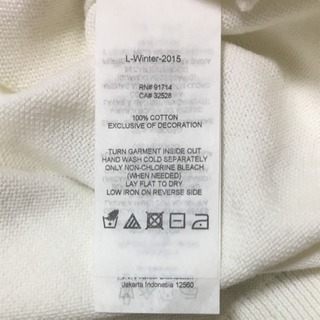 L-Winter-2015
RN# 91714
CA# 32528
100% COTTON
EXCLUSIVE OF DECORATION
TURN GARMENT INSIDE OUT
HAND WASH COLD SEPARATELY
ONLY NON-CHLORINE BLEACH
(WHEN NEEDED)
LAY FLAT TO DRY
LOW IRON ON REVERSE SIDE
Jakarta Indonesia 12560